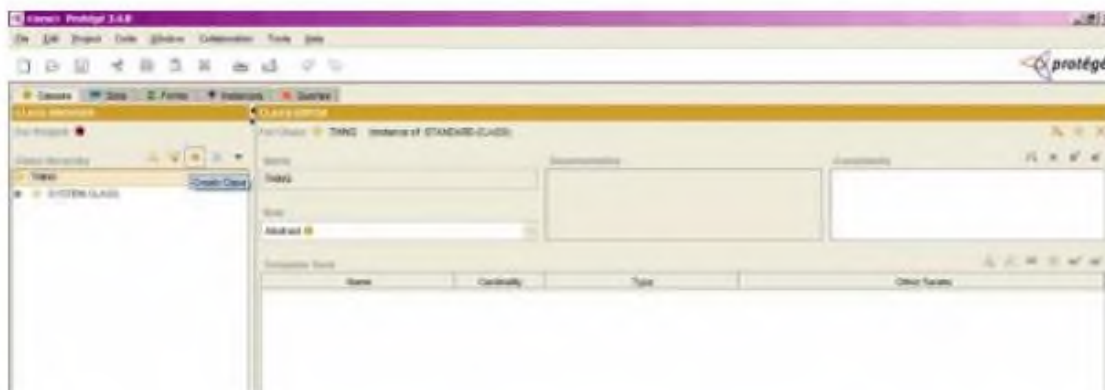 Protégé 3.4.8
File Edit Project Code Window Collaboration Tools Help
protégé
Classes Slots Forms Instances Queries
CLASS BROWSER
CLASS EDITOR
For Project:
For Class: THING (instance of :STANDARD-CLASS)
Class Hierarchy
Name
Documentation
Constraints
:THING
:THING
Create Class
:SYSTEM-CLASS
Role
Abstract
Template Slots
Name Cardinality Type Other Facets